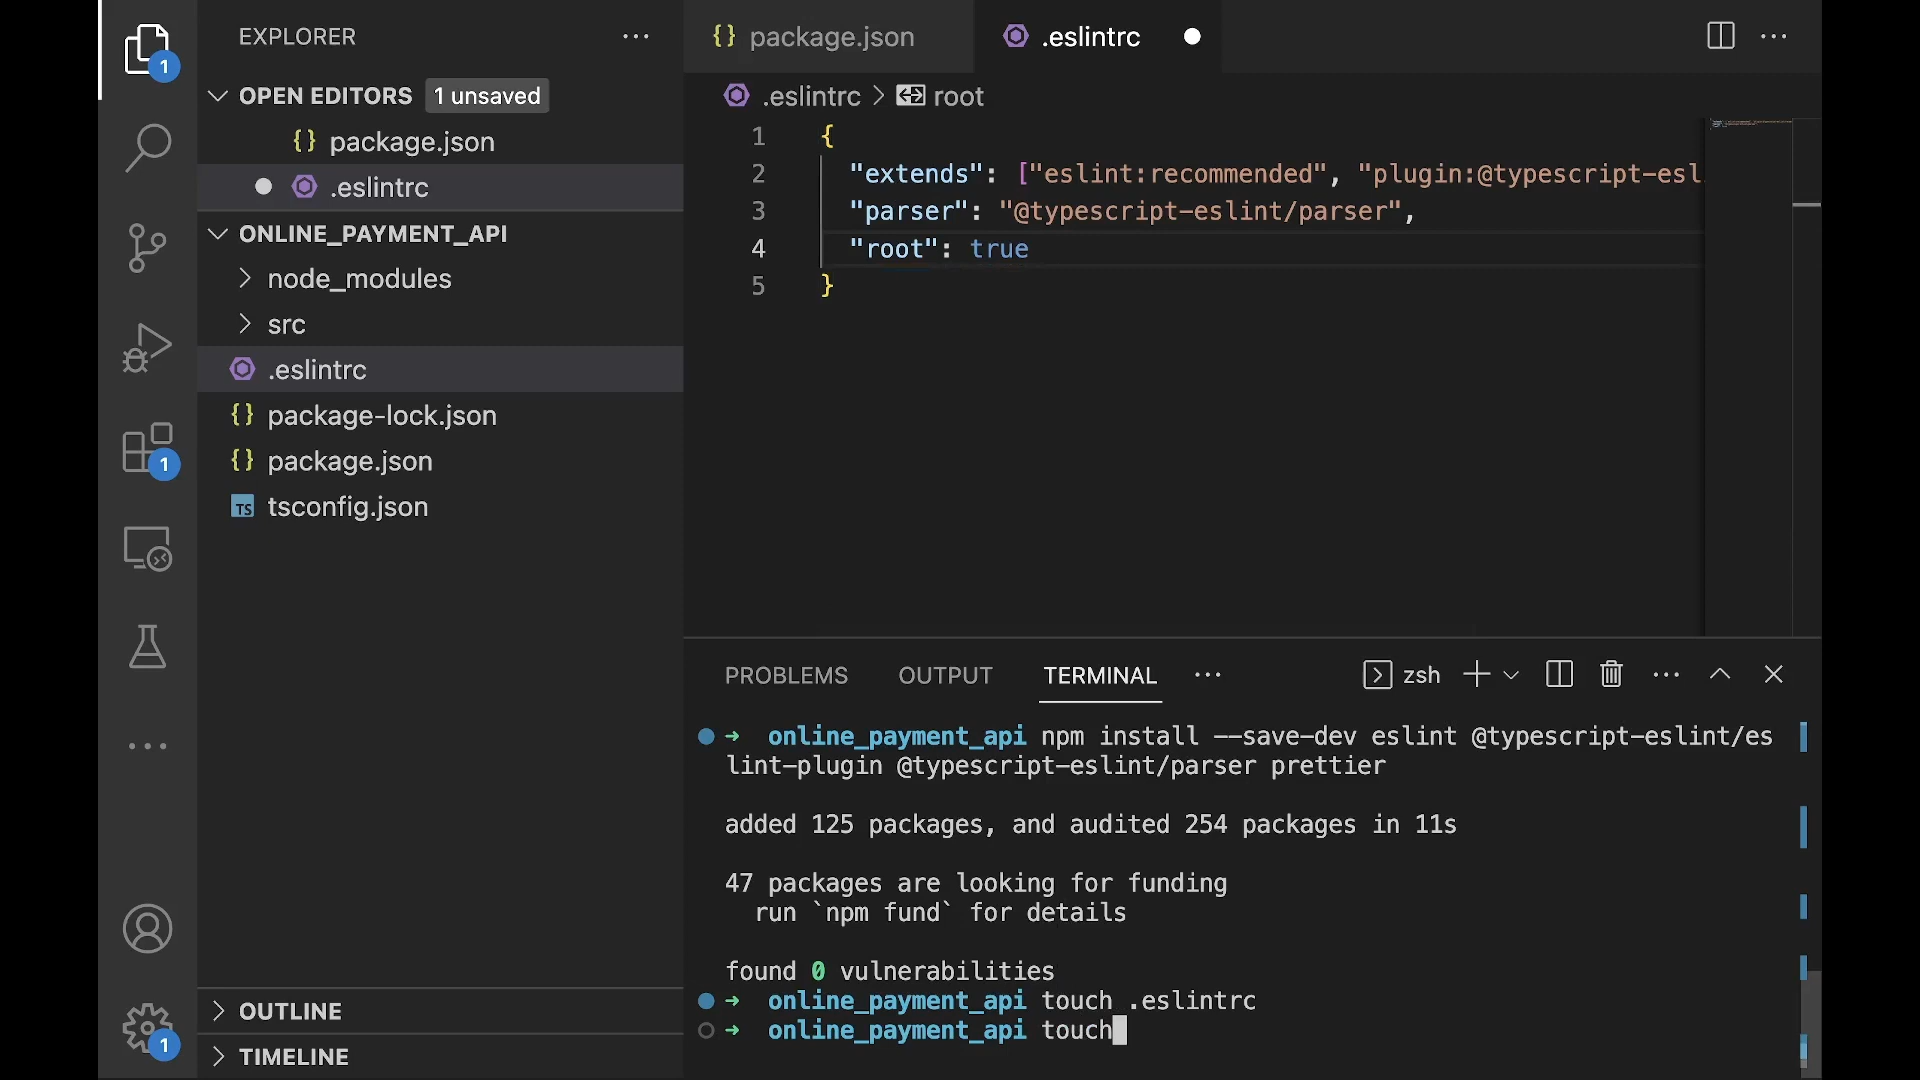 EXPLORER
1
OPEN EDITORS 1 unsaved
{} package.json
.eslintrc
ONLINE_PAYMENT_API
node_modules
src
.eslintrc
{} package-lock.json
{} package.json
TS tsconfig.json
1
1
OUTLINE
TIMELINE
{} package.json
.eslintrc
.eslintrc > root
1 {
2 "extends": ["eslint:recommended", "plugin:@typescript-esl
3 "parser": "@typescript-eslint/parser",
4 "root": true
5 }
PROBLEMS OUTPUT TERMINAL zsh
➜ online_payment_api npm install --save-dev eslint @typescript-eslint/es
lint-plugin @typescript-eslint/parser prettier
added 125 packages, and audited 254 packages in 11s
47 packages are looking for funding
run `npm fund` for details
found 0 vulnerabilities
➜ online_payment_api touch .eslintrc
➜ online_payment_api touch